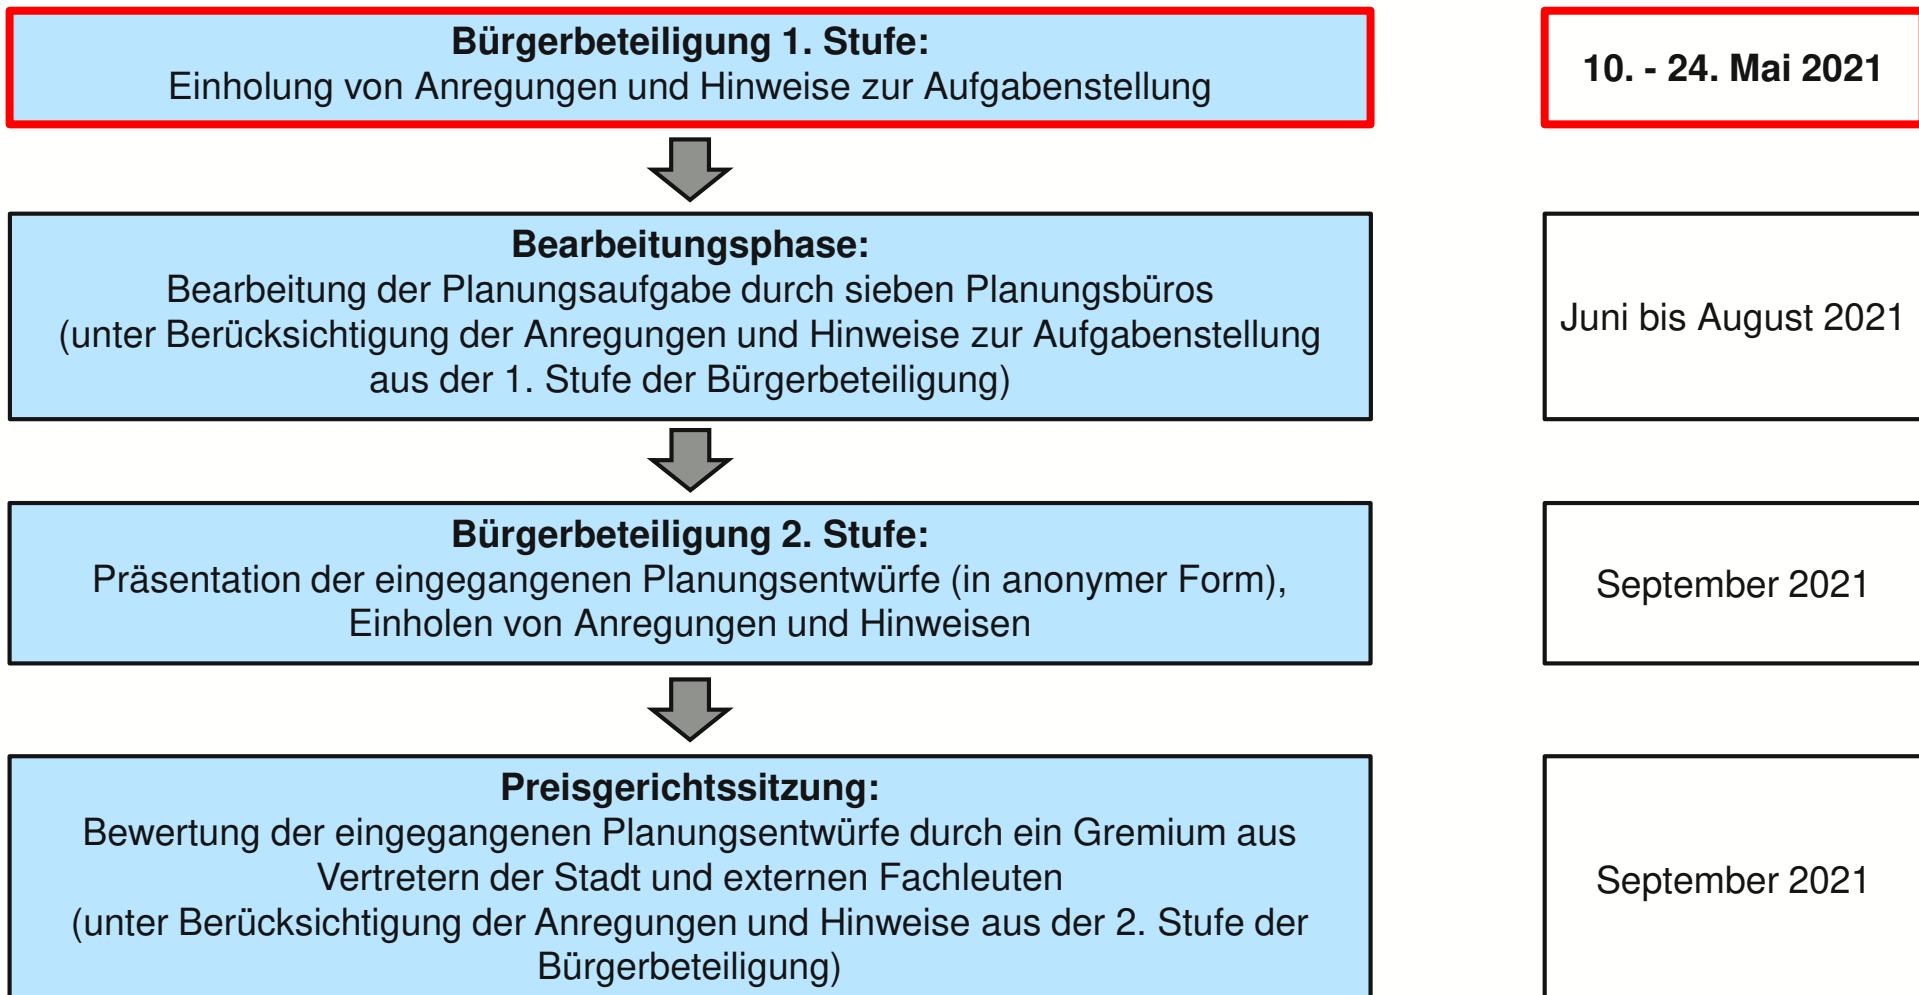 Bürgerbeteiligung 1. Stufe:
Einholung von Anregungen und Hinweise zur Aufgabenstellung
10. - 24. Mai 2021
Bearbeitungsphase:
Bearbeitung der Planungsaufgabe durch sieben Planungsbüros
(unter Berücksichtigung der Anregungen und Hinweise zur Aufgabenstellung
aus der 1. Stufe der Bürgerbeteiligung)
Juni bis August 2021
Bürgerbeteiligung 2. Stufe:
Präsentation der eingegangenen Planungsentwürfe (in anonymer Form),
Einholen von Anregungen und Hinweisen
September 2021
Preisgerichtssitzung:
Bewertung der eingegangenen Planungsentwürfe durch ein Gremium aus
Vertretern der Stadt und externen Fachleuten
(unter Berücksichtigung der Anregungen und Hinweise aus der 2. Stufe der
Bürgerbeteiligung)
September 2021